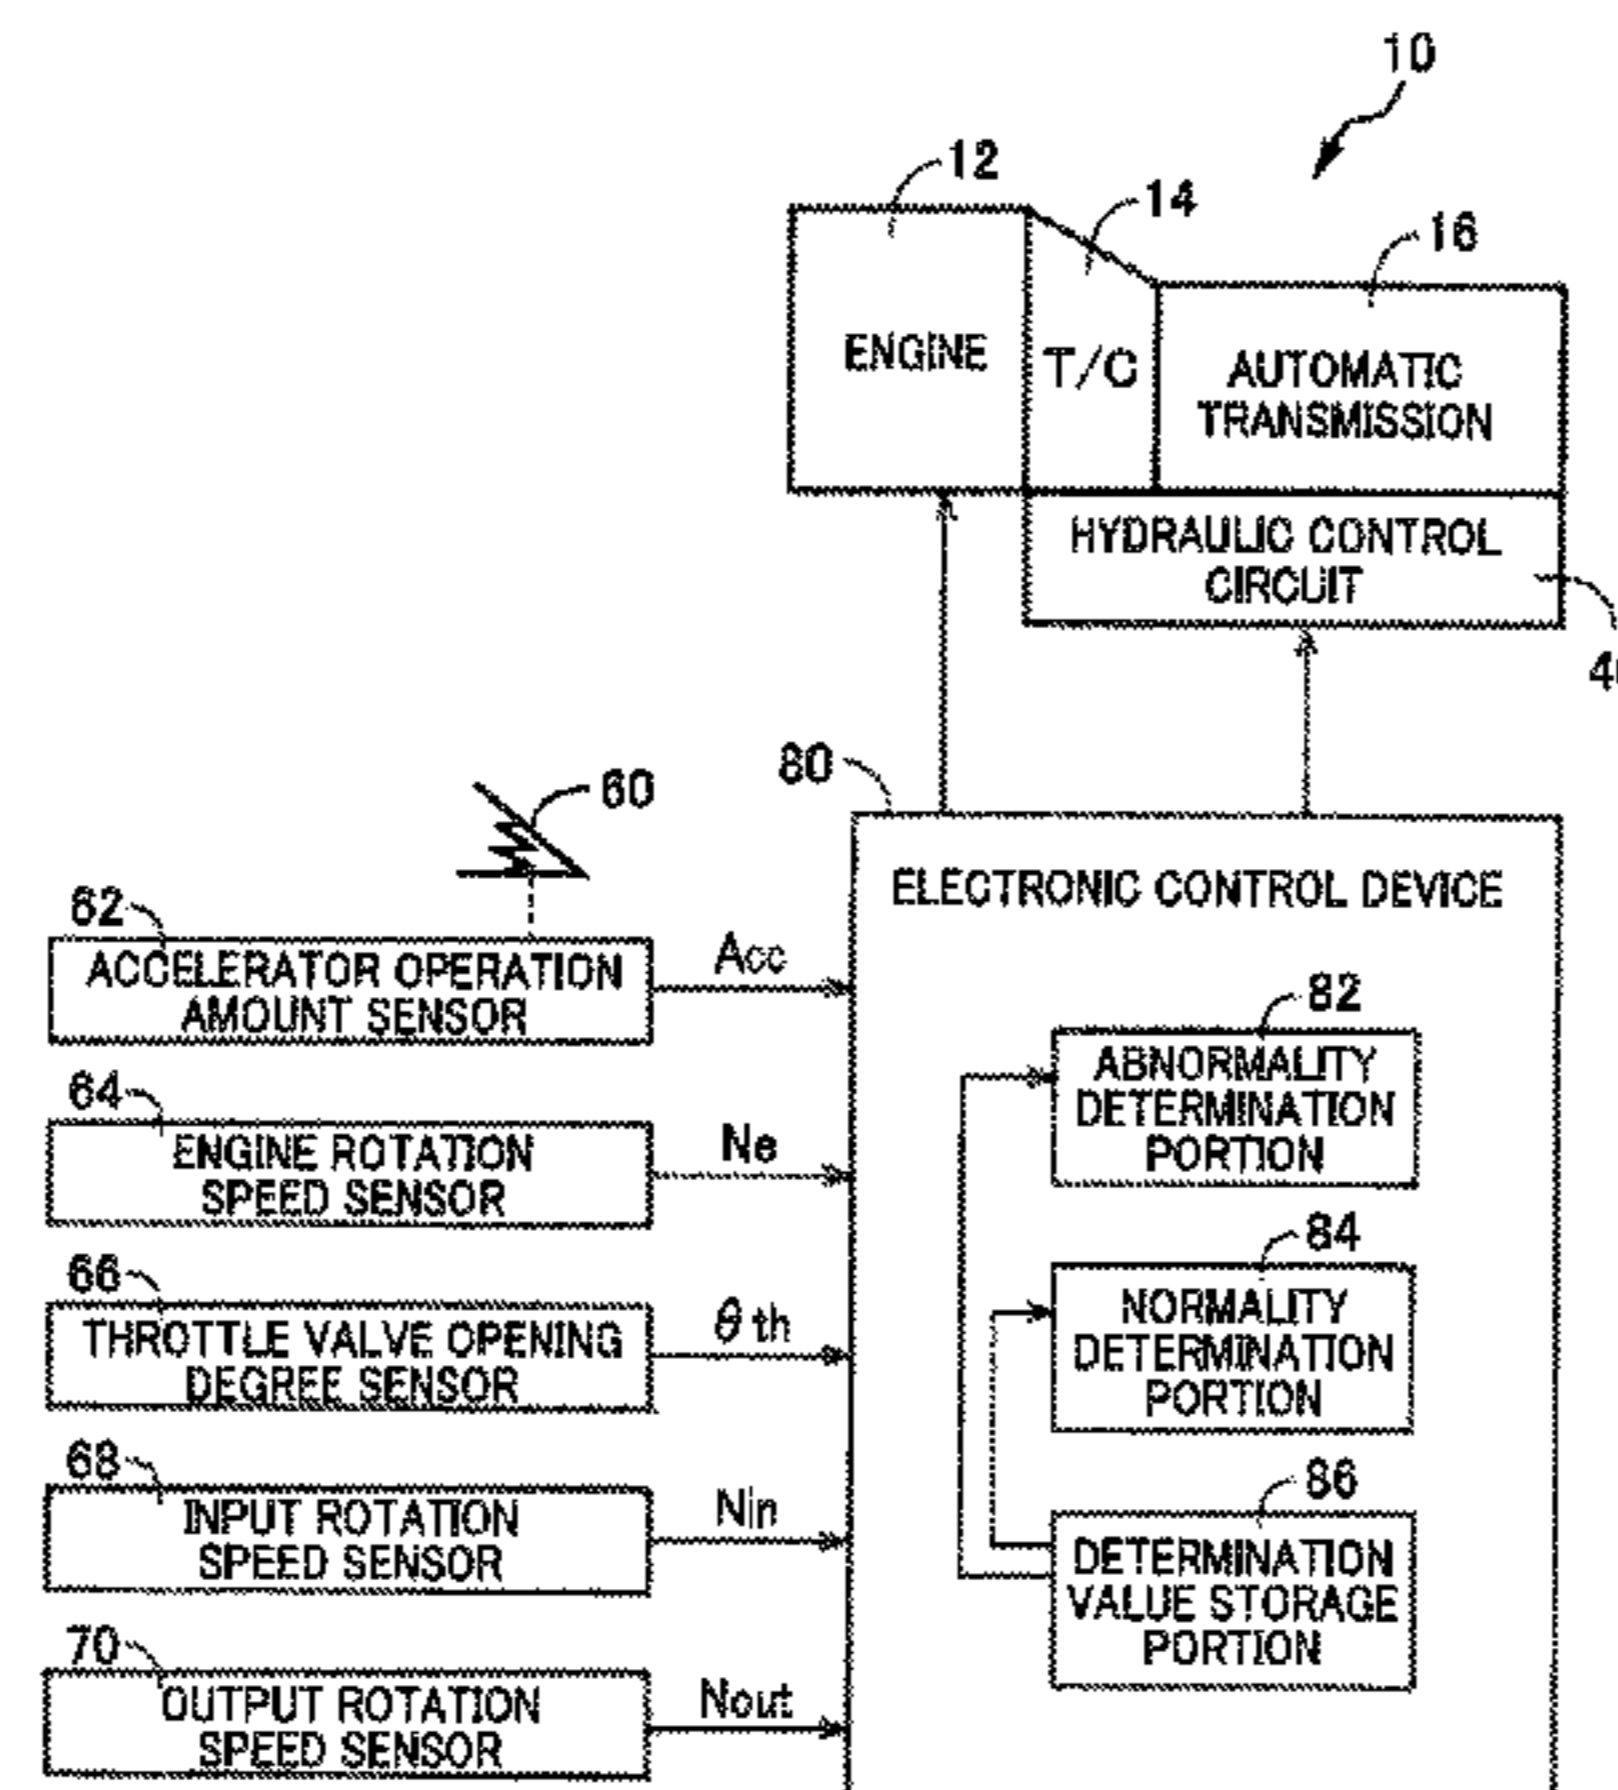 10
12
14
16
ENGINE
T/C
AUTOMATIC
TRANSMISSION
HYDRAULIC CONTROL
CIRCUIT
80
60
ELECTRONIC CONTROL DEVICE
62
ACCELERATOR OPERATION
AMOUNT SENSOR
Acc
82
ABNORMALITY
DETERMINATION
PORTION
64
ENGINE ROTATION
SPEED SENSOR
Ne
84
NORMALITY
DETERMINATION
PORTION
66
THROTTLE VALVE OPENING
DEGREE SENSOR
θth
68
INPUT ROTATION
SPEED SENSOR
Nin
86
DETERMINATION
VALUE STORAGE
PORTION
70
OUTPUT ROTATION
SPEED SENSOR
Nout